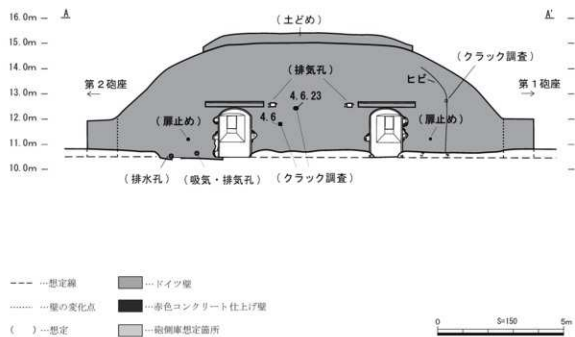 16.0m
15.0m
14.0m
13.0m
12.0m
11.0m
10.0m
A
A'
(土どめ)
(クラック調査)
ヒビ
(排気孔)
第2砲座
第1砲座
4.6.23
4.6
(扉止め)
(扉止め)
(排水孔)
(吸気・排気孔)
(クラック調査)
…想定線
…ドイツ壁
…壁の変化点
…赤色コンクリート仕上げ壁
( )…想定
…砲側庫想定箇所
0
S=150
5m